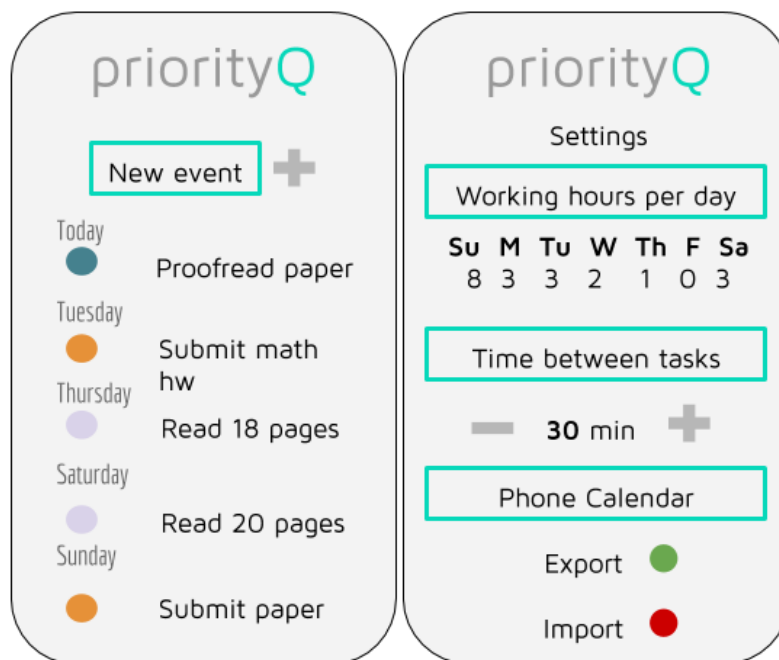 priorityQ
New event
Today
Proofread paper
Tuesday
Submit math
hw
Thursday
Read 18 pages
Saturday
Read 20 pages
Sunday
Submit paper
priorityQ
Settings
Working hours per day
Su M Tu W Th F Sa
8 3 3 2 1 0 3
Time between tasks
30 min
Phone Calendar
Export
Import